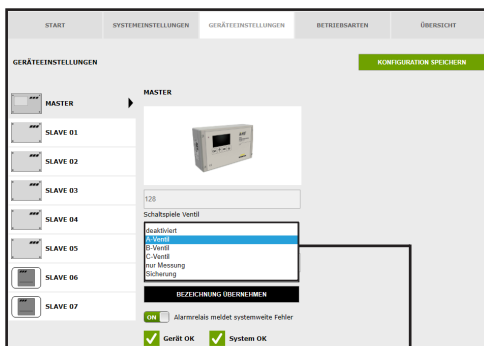 START
SYSTEMEINSTELLUNGEN
GERÄTEEINSTELLUNGEN
BETRIEBSARTEN
ÜBERSICHT
GERÄTEEINSTELLUNGEN
KONFIGURATION SPEICHERN
MASTER
SLAVE 01
SLAVE 02
SLAVE 03
SLAVE 04
SLAVE 05
SLAVE 06
SLAVE 07
MASTER
128
Schaltspiele Ventil
deaktiviert
A-Ventil
B-Ventil
C-Ventil
nur Messung
Sicherung
BEZEICHNUNG ÜBERNEHMEN
ON Alarmrelais meldet systemweite Fehler
Gerät OK
System OK